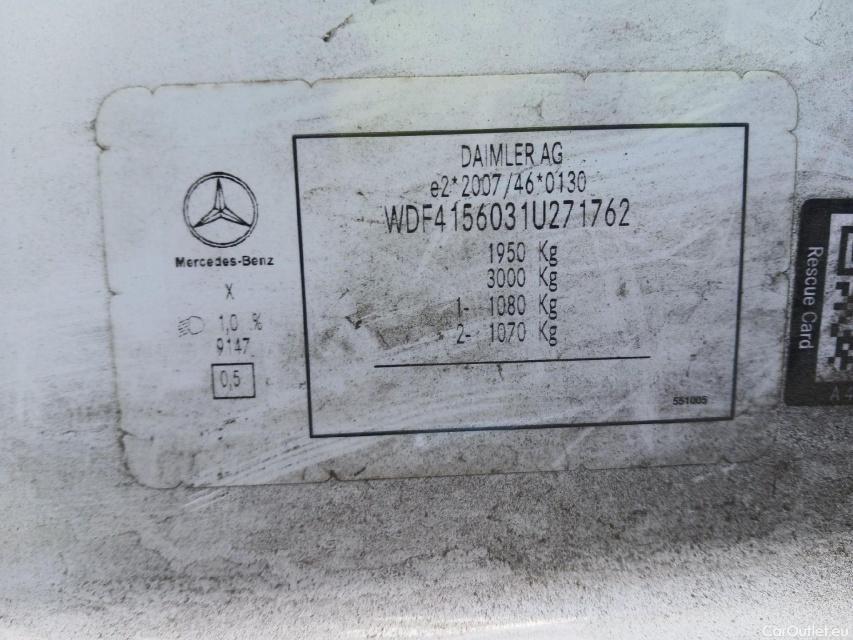 DAIMLER AG
e2*2007/46*0130
WDF4156031U271762
1950 Kg
3000 Kg
1- 1080 Kg
2- 1070 Kg
551005
Mercedes-Benz
X
1,0 %
9147
0,5
Rescue Card
CarOutlet.eu